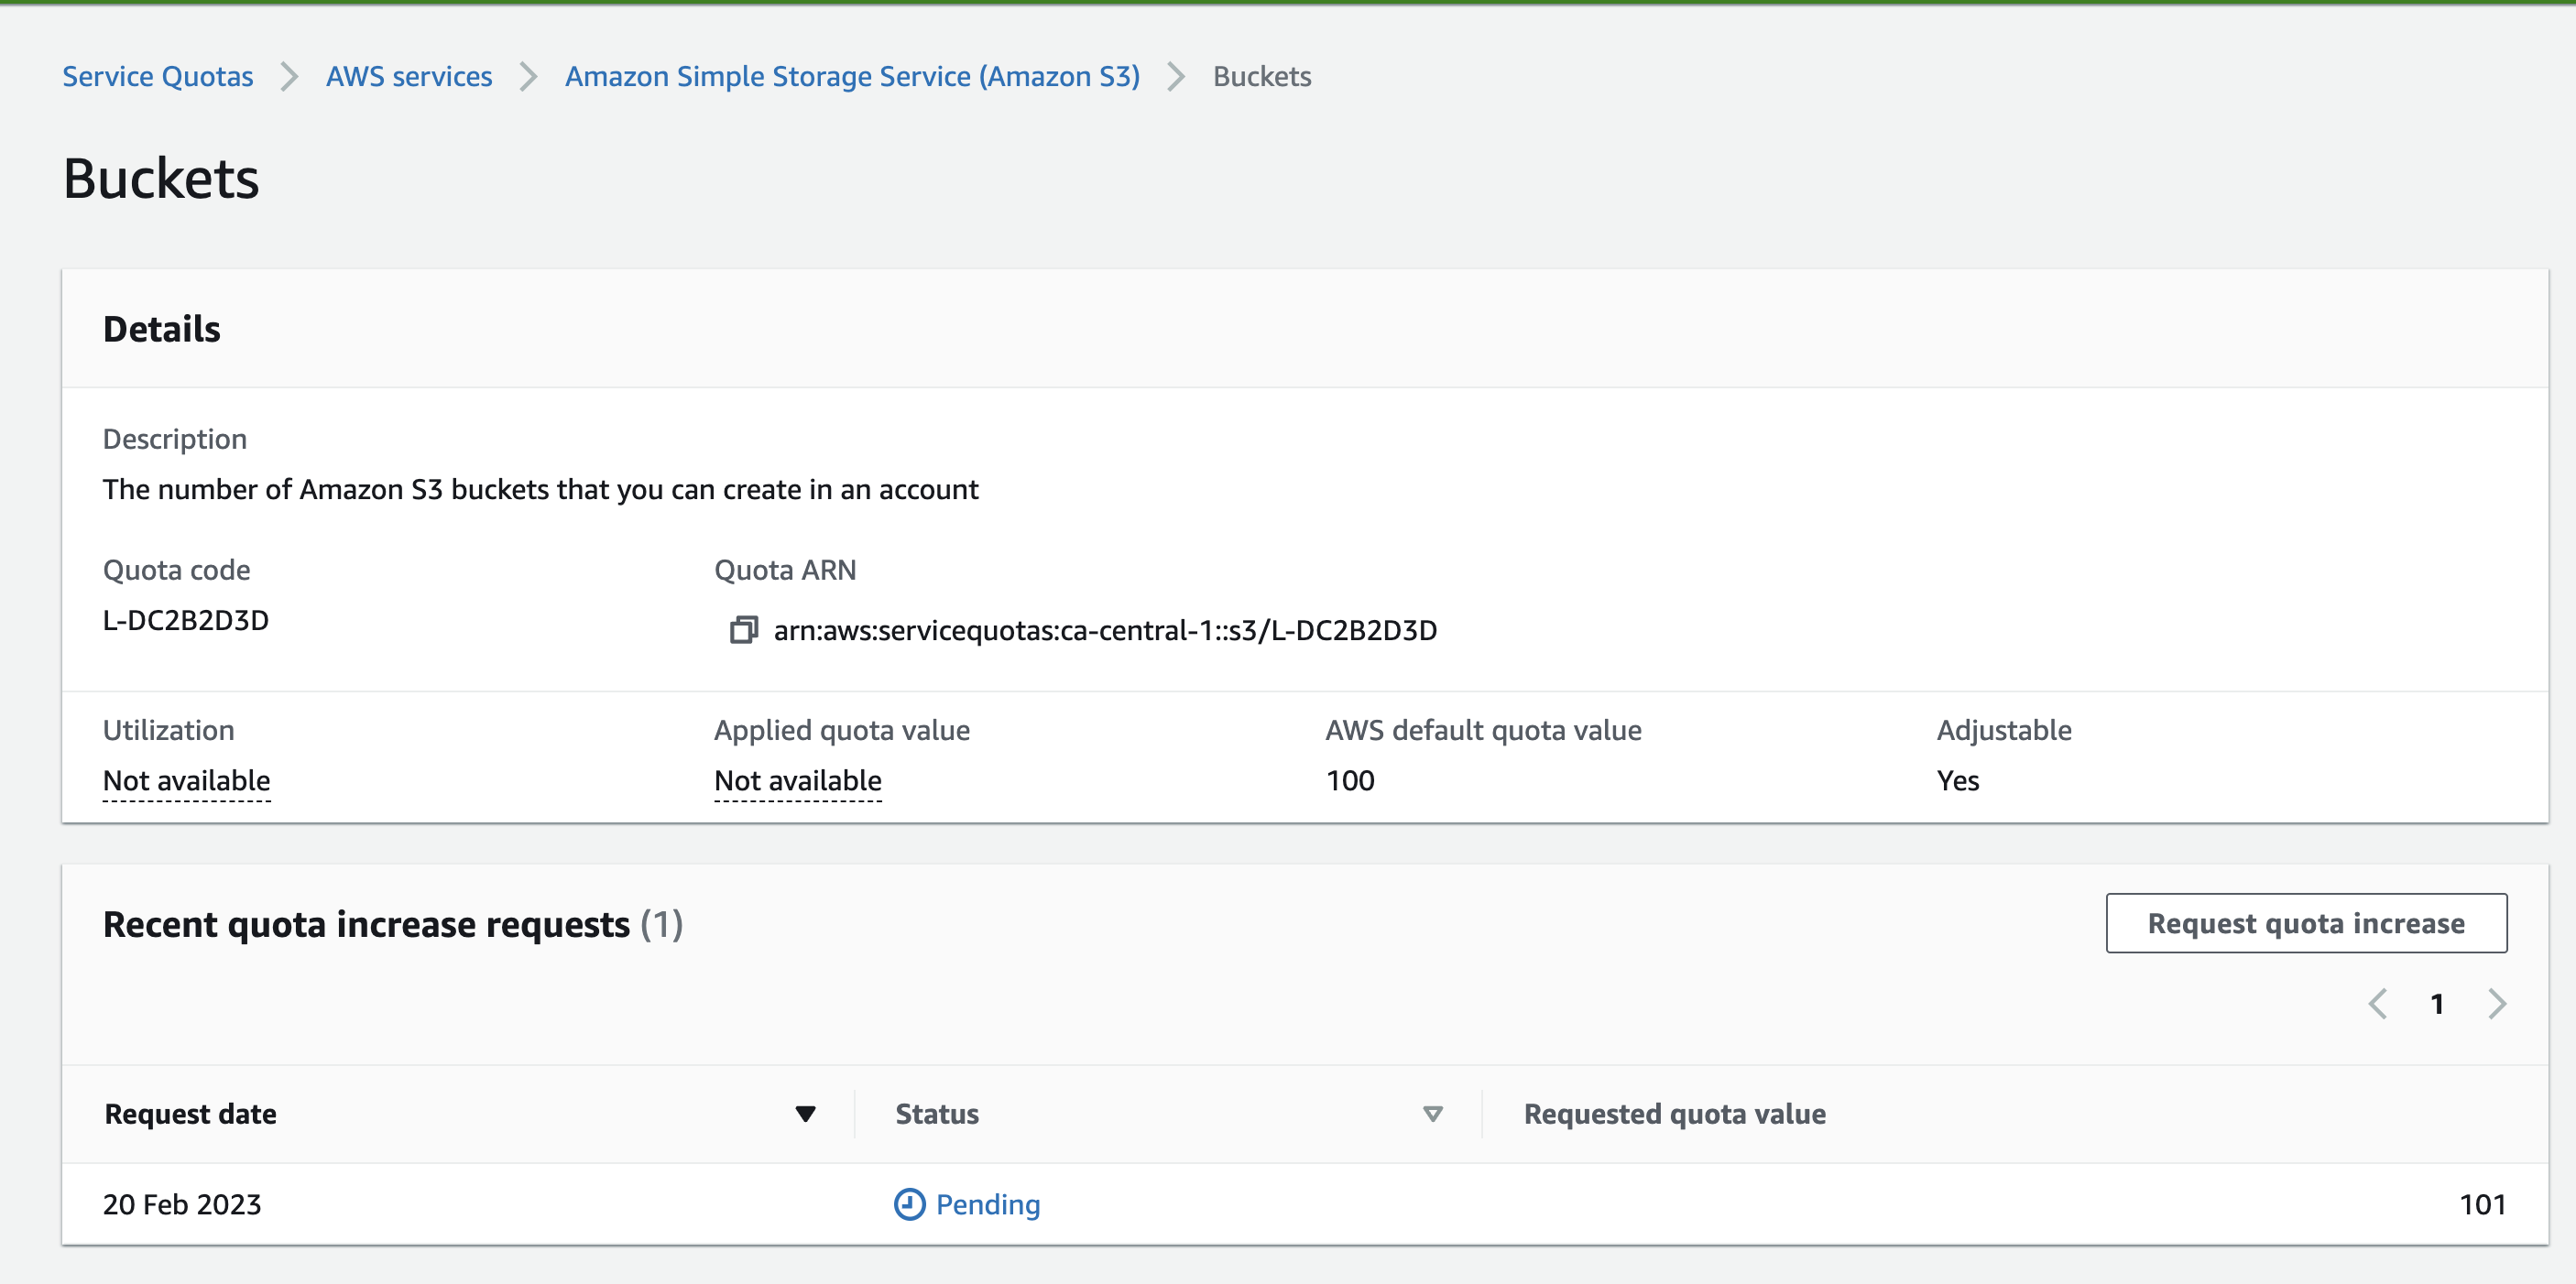 Service Quotas > AWS services > Amazon Simple Storage Service (Amazon S3) > Buckets
Buckets
Details
Description
The number of Amazon S3 buckets that you can create in an account
Quota code
L-DC2B2D3D
Quota ARN
arn:aws:servicequotas:ca-central-1::s3/L-DC2B2D3D
Utilization
Not available
Applied quota value
Not available
AWS default quota value
100
Adjustable
Yes
Recent quota increase requests (1)
Request quota increase
1
Request date Status Requested quota value
20 Feb 2023 Pending 101